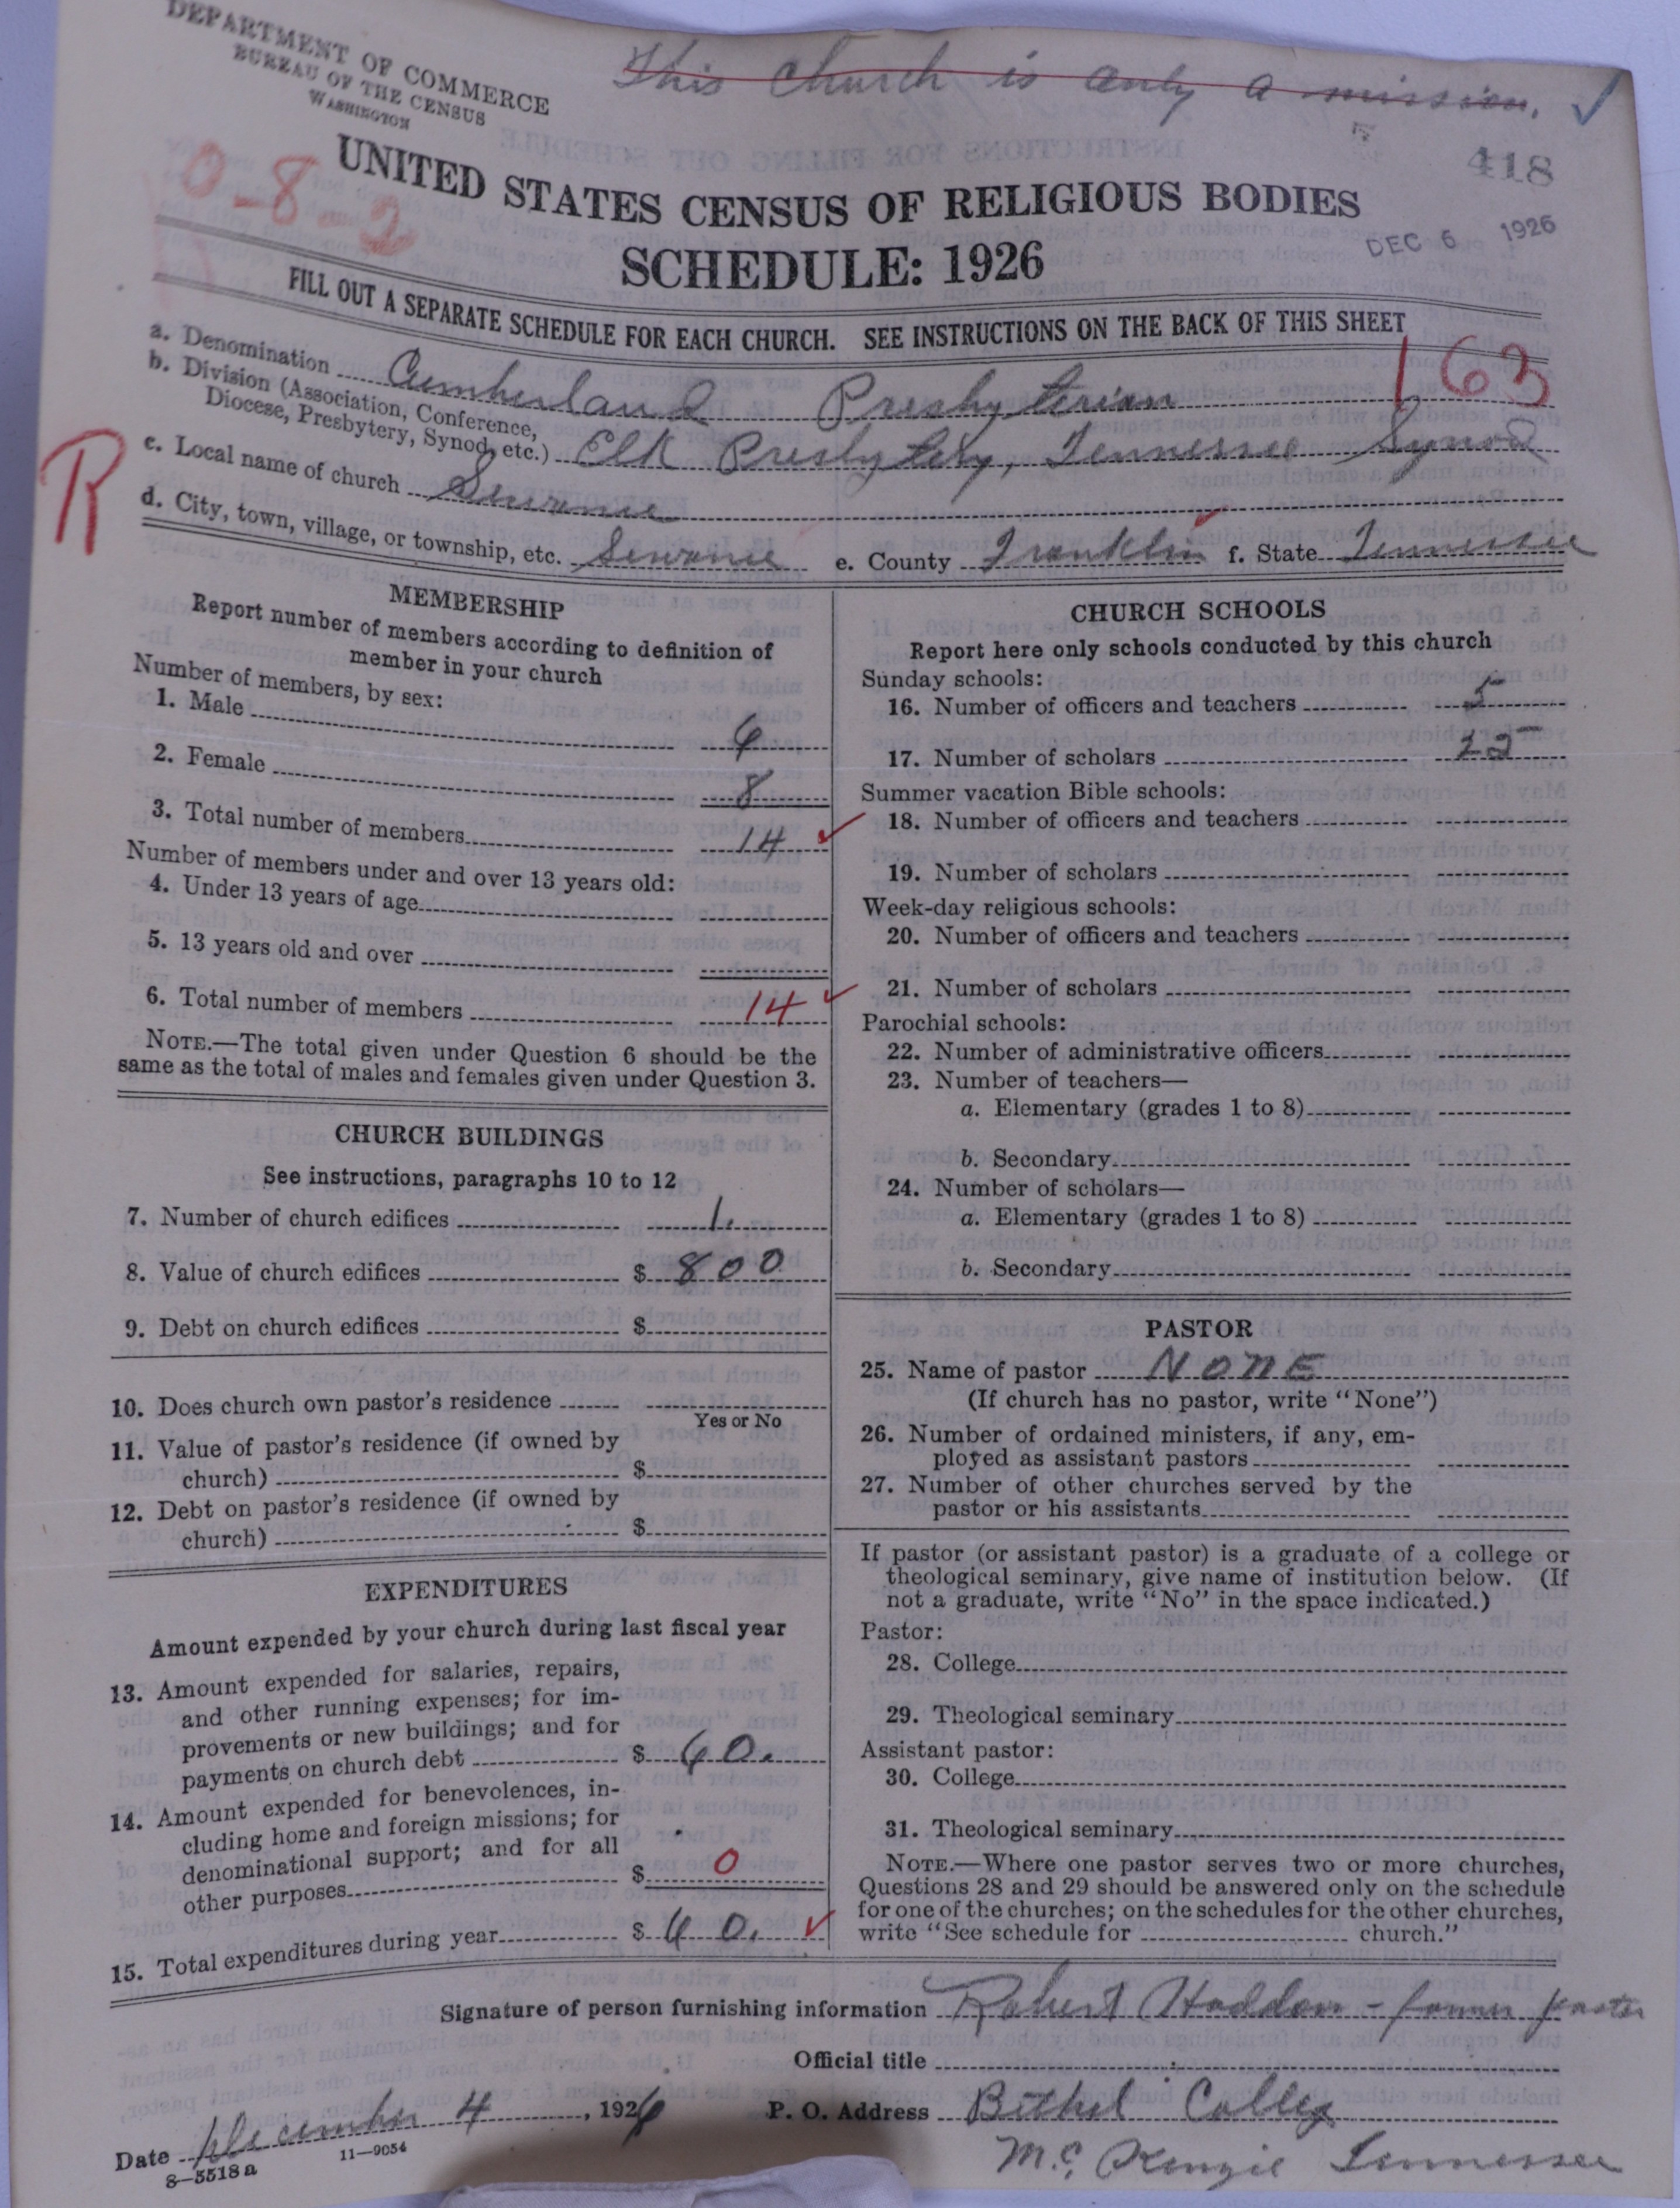 DEPARTMENT OF COMMERCE
BUREAU OF THE CENSUS
WASHINGTON
This church is only a mission,
418
0-8-2
UNITED STATES CENSUS OF RELIGIOUS BODIES
DEC 6 1926
SCHEDULE: 1926
FILL OUT A SEPARATE SCHEDULE FOR EACH CHURCH. SEE INSTRUCTIONS ON THE BACK OF THIS SHEET
163
a. Denomination Cumberland Presbyterian
b. Division (Association, Conference,
Diocese, Presbytery, Synod, etc.) Elk Presbytery, Tennessee Synod
R
c. Local name of church Sewanee
d. City, town, village, or township, etc. Sewanee e. County Franklin f. State Tennessee
MEMBERSHIP
Report number of members according to definition of
member in your church
Number of members, by sex:
1. Male 6
2. Female 8
3. Total number of members 14
Number of members under and over 13 years old:
4. Under 13 years of age
5. 13 years old and over
6. Total number of members 14
NOTE.—The total given under Question 6 should be the
same as the total of males and females given under Question 3.
CHURCH BUILDINGS
See instructions, paragraphs 10 to 12
7. Number of church edifices 1.
8. Value of church edifices $ 800
9. Debt on church edifices $
10. Does church own pastor's residence
Yes or No
11. Value of pastor's residence (if owned by
church) $
12. Debt on pastor's residence (if owned by
church) $
EXPENDITURES
Amount expended by your church during last fiscal year
13. Amount expended for salaries, repairs,
and other running expenses; for im-
provements or new buildings; and for
payments on church debt $ 60.
14. Amount expended for benevolences, in-
cluding home and foreign missions; for
denominational support; and for all
other purposes $ 0
15. Total expenditures during year $ 60.
CHURCH SCHOOLS
Report here only schools conducted by this church
Sunday schools:
16. Number of officers and teachers 5
17. Number of scholars
Summer vacation Bible schools:
18. Number of officers and teachers
19. Number of scholars
Week-day religious schools:
20. Number of officers and teachers
21. Number of scholars
Parochial schools:
22. Number of administrative officers
23. Number of teachers—
a. Elementary (grades 1 to 8)
b. Secondary
24. Number of scholars—
a. Elementary (grades 1 to 8)
b. Secondary
PASTOR
25. Name of pastor NONE
(If church has no pastor, write "None")
26. Number of ordained ministers, if any, em-
ployed as assistant pastors
27. Number of other churches served by the
pastor or his assistants
If pastor (or assistant pastor) is a graduate of a college or
theological seminary, give name of institution below. (If
not a graduate, write "No" in the space indicated.)
Pastor:
28. College
29. Theological seminary
Assistant pastor:
30. College
31. Theological seminary
NOTE.—Where one pastor serves two or more churches,
Questions 28 and 29 should be answered only on the schedule
for one of the churches; on the schedules for the other churches,
write "See schedule for church."
Signature of person furnishing information Robert Haddow - former pastor
Official title
Date December 4, 1926 P. O. Address Bethel College
8—5518a 11—9054
McKenzie Tennessee